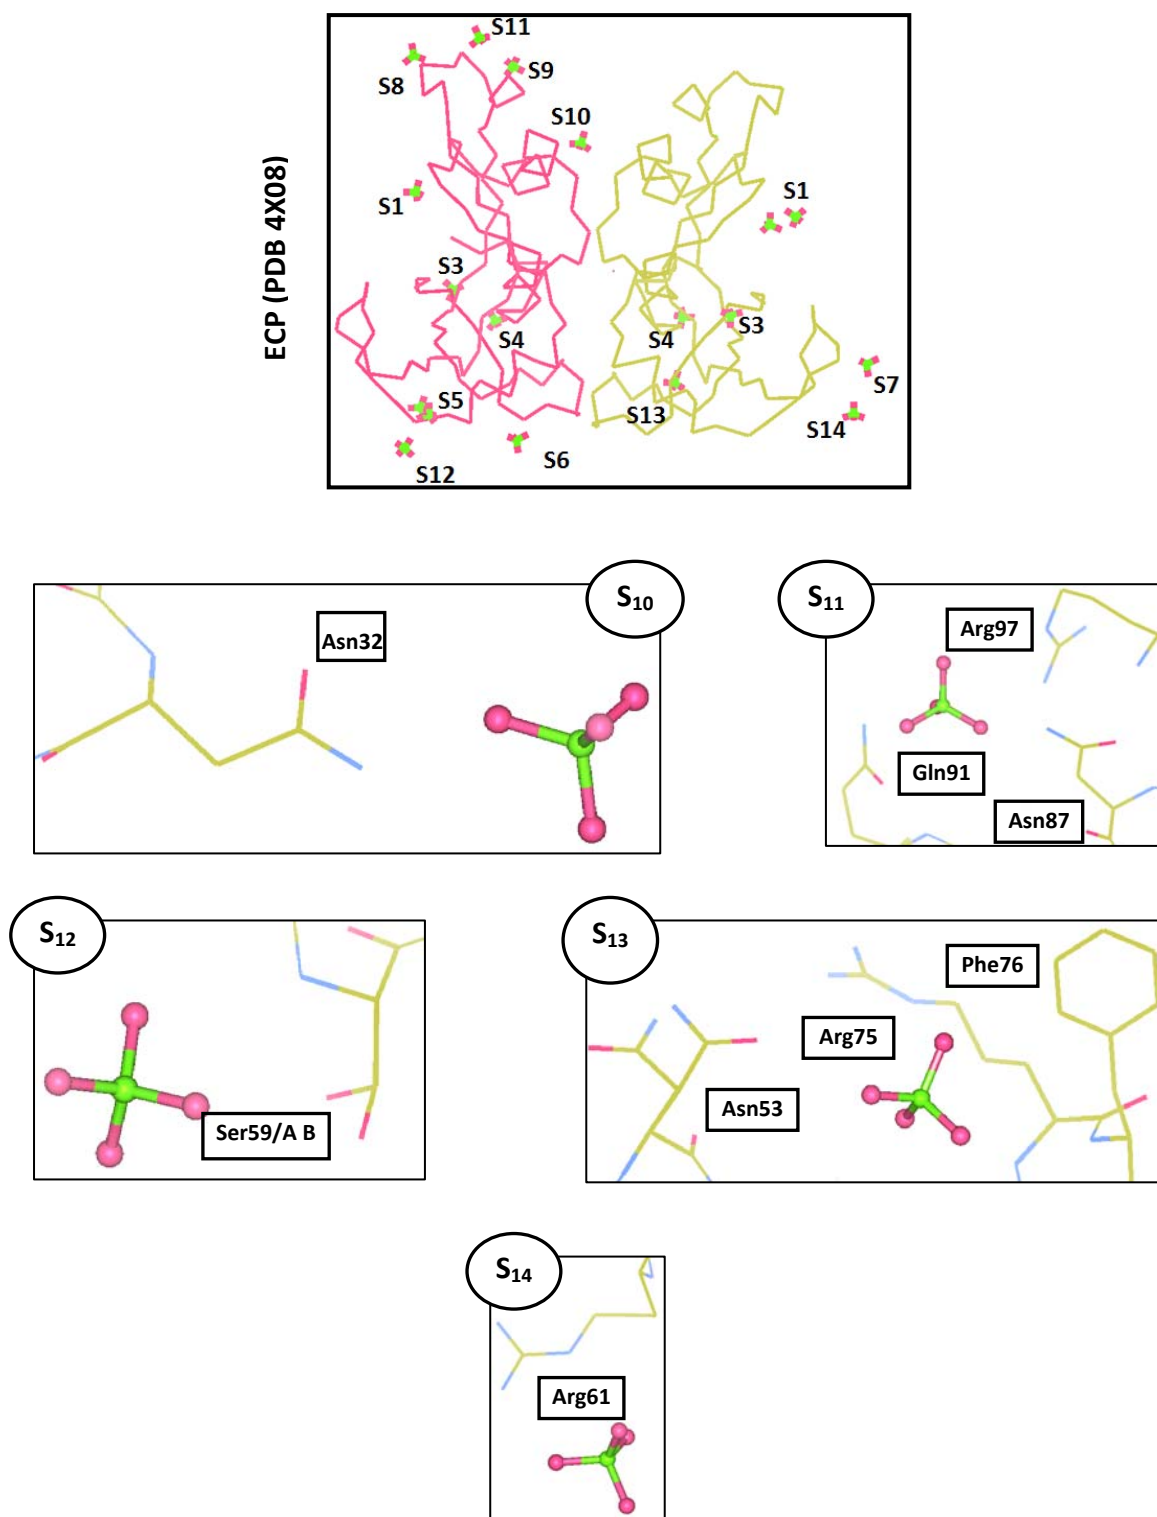 ECP (PDB 4X08)
S11
S8
S9
S10
S1
S1
S3
S4
S4
S3
S5
S13
S7
S14
S12
S6
S10
Asn32
S11
Arg97
Gln91
Asn87
S12
Ser59/A B
S13
Phe76
Arg75
Asn53
S14
Arg61